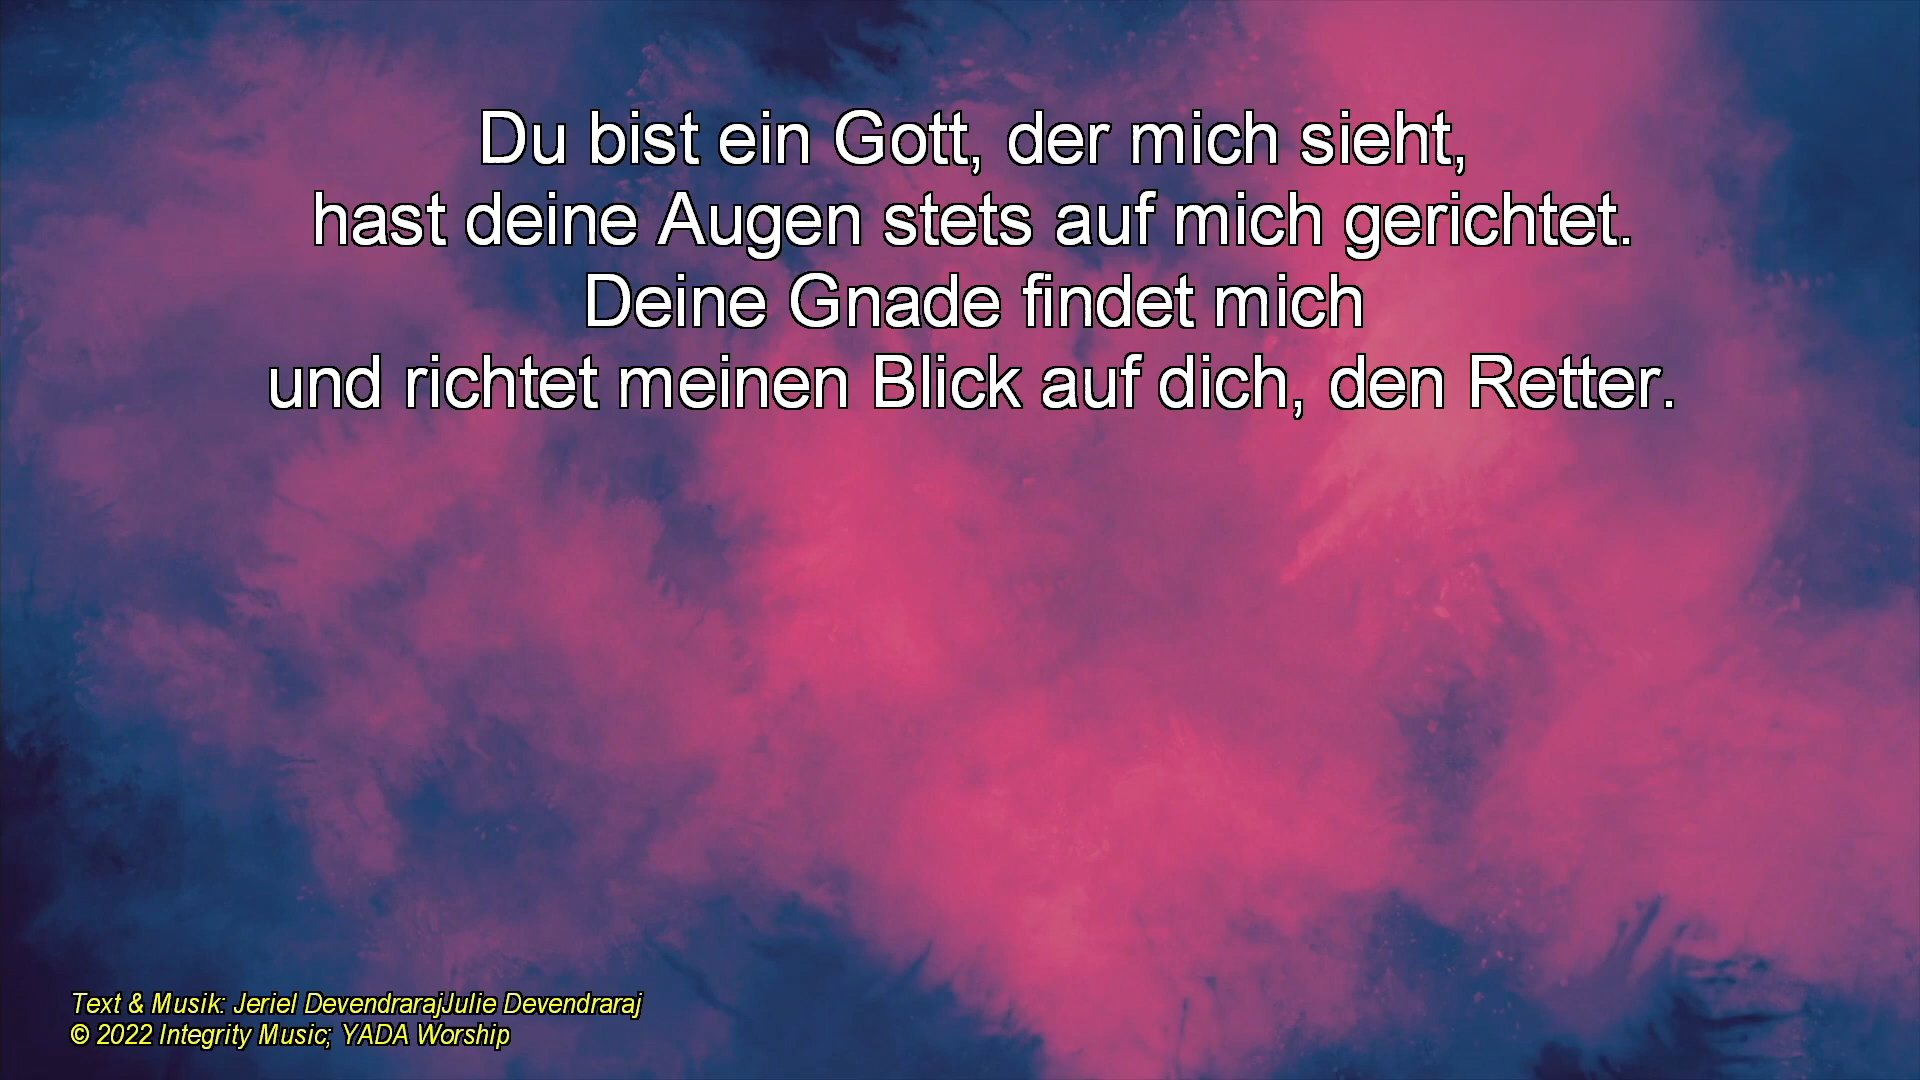 Du bist ein Gott, der mich sieht,
hast deine Augen stets auf mich gerichtet.
Deine Gnade findet mich
und richtet meinen Blick auf dich, den Retter.
Text & Musik: Jeriel DevendrarajJulie Devendraraj
© 2022 Integrity Music; YADA Worship